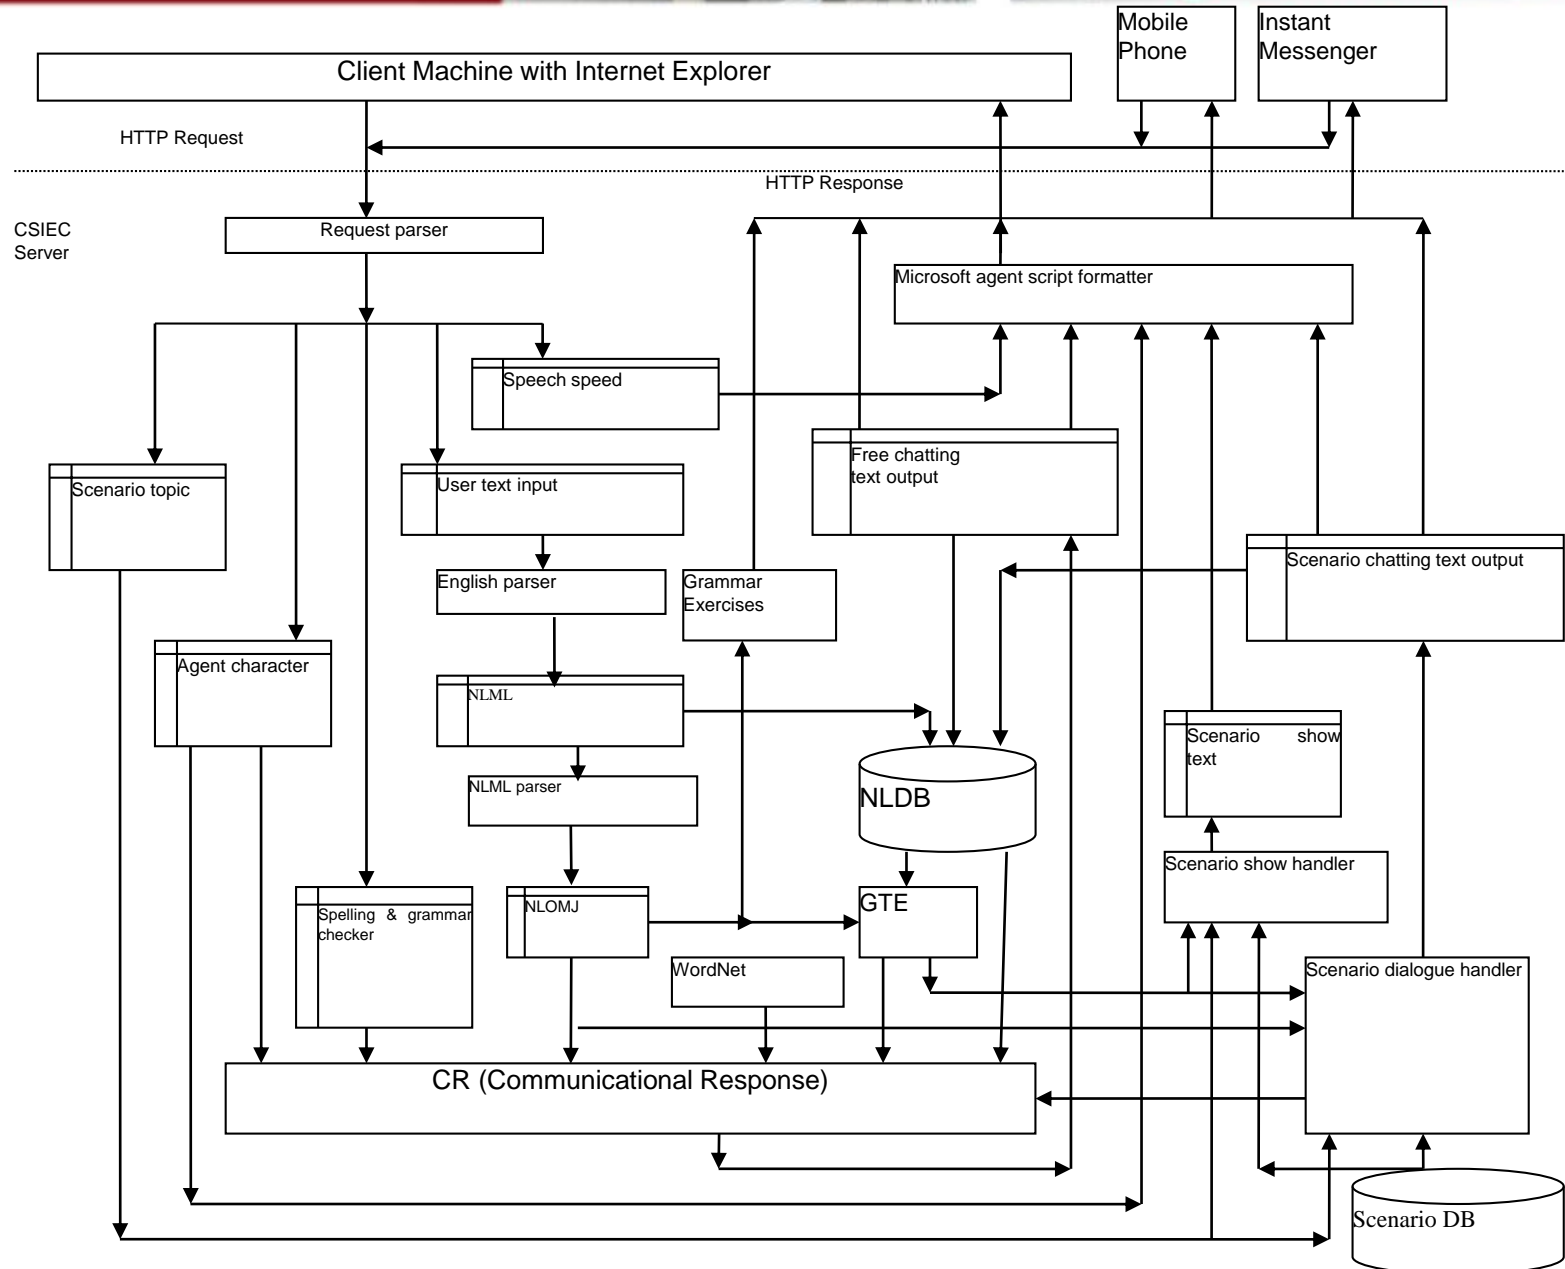 Mobile
Phone
Instant
Messenger
Client Machine with Internet Explorer
HTTP Request
HTTP Response
CSIEC
Server
Request parser
Microsoft agent script formatter
Speech speed
Free chatting
text output
Scenario topic
User text input
Scenario chatting text output
English parser
Grammar
Exercises
Agent character
NLML
Scenario show
text
NLML parser
NLDB
Scenario show handler
Spelling & grammar
checker
NLOMJ
GTE
WordNet
Scenario dialogue handler
CR (Communicational Response)
Scenario DB